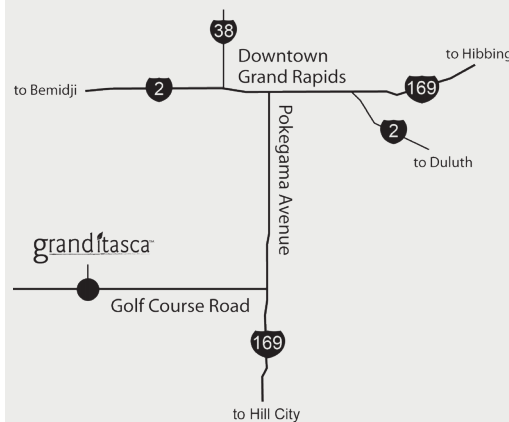 38
Downtown
Grand Rapids
to Hibbing
to Bemidji
2
169
2
to Duluth
Pokegama Avenue
granditasca™
Golf Course Road
169
to Hill City